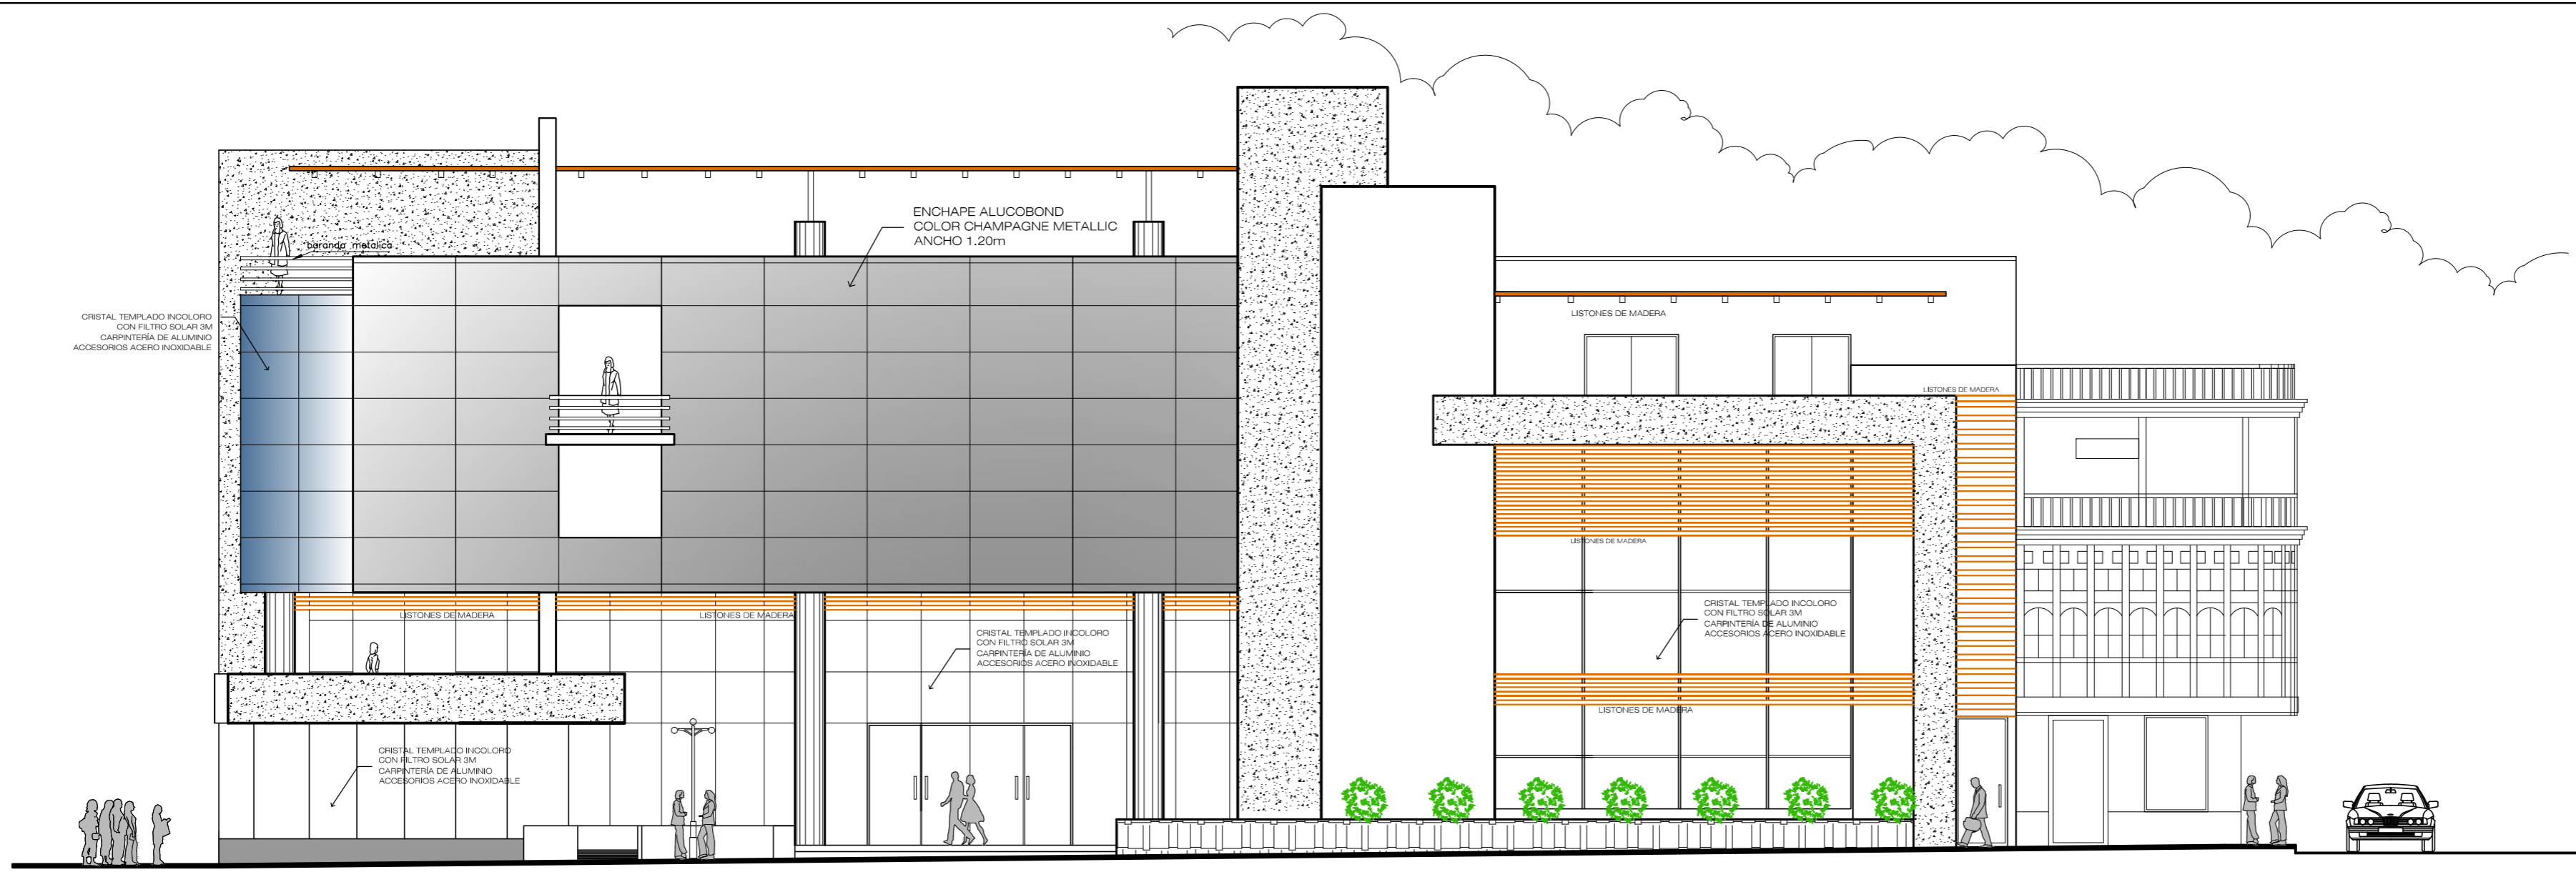 ENCHAPE ALUCOBOND
COLOR CHAMPAGNE METALLIC
ANCHO 1.20m
baranda metalica
CRISTAL TEMPLADO INCOLORO
CON FILTRO SOLAR 3M
CARPINTERÍA DE ALUMINIO
ACCESORIOS ACERO INOXIDABLE
LISTONES DE MADERA
LISTONES DE MADERA
LISTONES DE MADERA
LISTONES DE MADERA
LISTONES DE MADERA
CRISTAL TEMPLADO INCOLORO
CON FILTRO SOLAR 3M
CARPINTERÍA DE ALUMINIO
ACCESORIOS ACERO INOXIDABLE
CRISTAL TEMPLADO INCOLORO
CON FILTRO SOLAR 3M
CARPINTERÍA DE ALUMINIO
ACCESORIOS ACERO INOXIDABLE
LISTONES DE MADERA
CRISTAL TEMPLADO INCOLORO
CON FILTRO SOLAR 3M
CARPINTERÍA DE ALUMINIO
ACCESORIOS ACERO INOXIDABLE